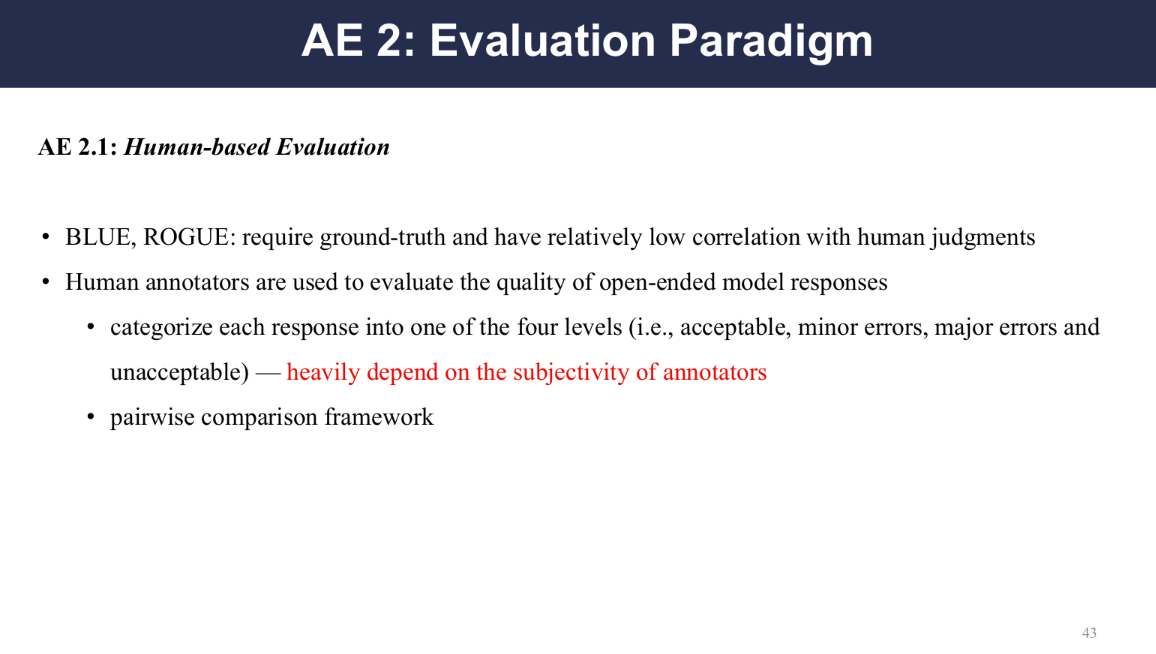 AE 2: Evaluation Paradigm
AE 2.1: Human-based Evaluation
• BLUE, ROGUE: require ground-truth and have relatively low correlation with human judgments
• Human annotators are used to evaluate the quality of open-ended model responses
• categorize each response into one of the four levels (i.e., acceptable, minor errors, major errors and
unacceptable) — heavily depend on the subjectivity of annotators
• pairwise comparison framework
43